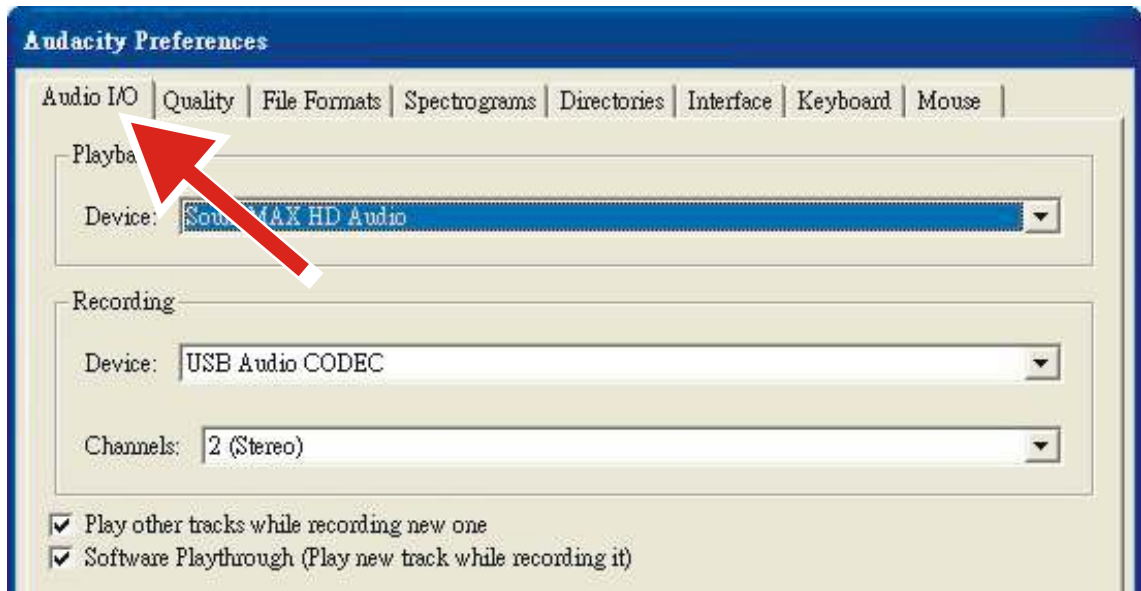 Audacity Preferences
Audio I/O Quality File Formats Spectrograms Directories Interface Keyboard Mouse
Device: HD Audio
Recording
Device: USB Audio CODEC
Channels: 2 (Stereo)
Play other tracks while recording new one
Software Playthrough (Play new track while recording it)